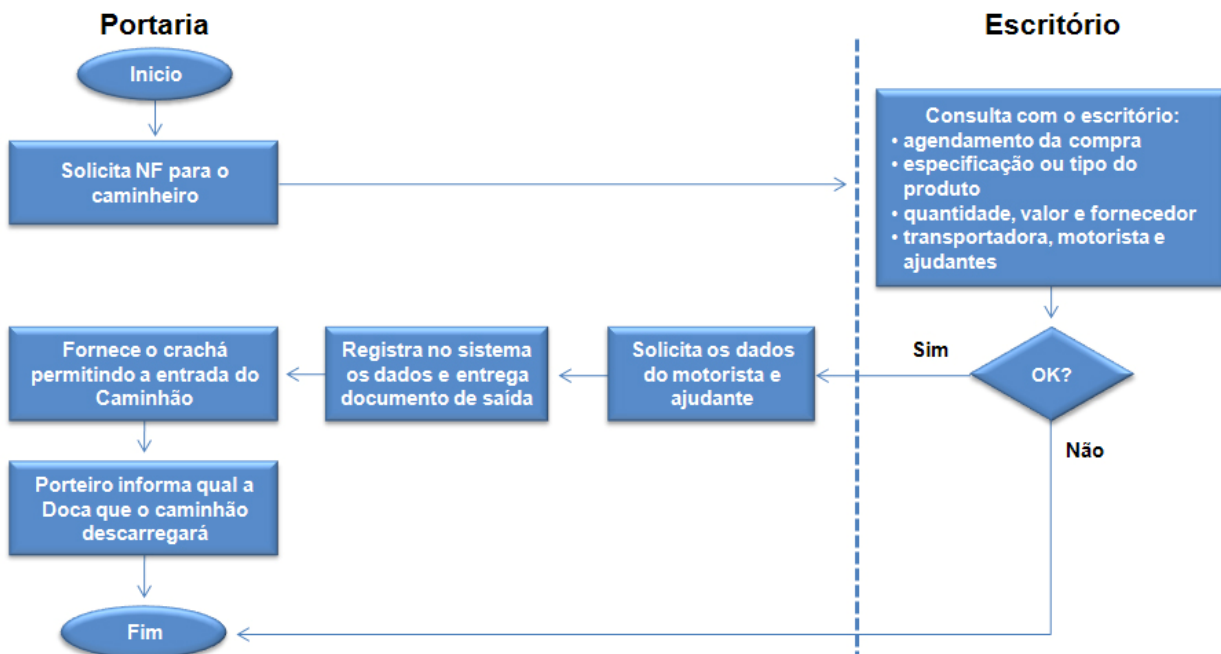 Portaria
Escritório
Inicio
Solicita NF para o
caminheiro
Consulta com o escritório:
• agendamento da compra
• especificação ou tipo do
produto
• quantidade, valor e fornecedor
• transportadora, motorista e
ajudantes
Fornece o crachá
permitindo a entrada do
Caminhão
Registra no sistema
os dados e entrega
documento de saída
Solicita os dados
do motorista e
ajudante
Sim
OK?
Não
Porteiro informa qual a
Doca que o caminhão
descarregará
Fim